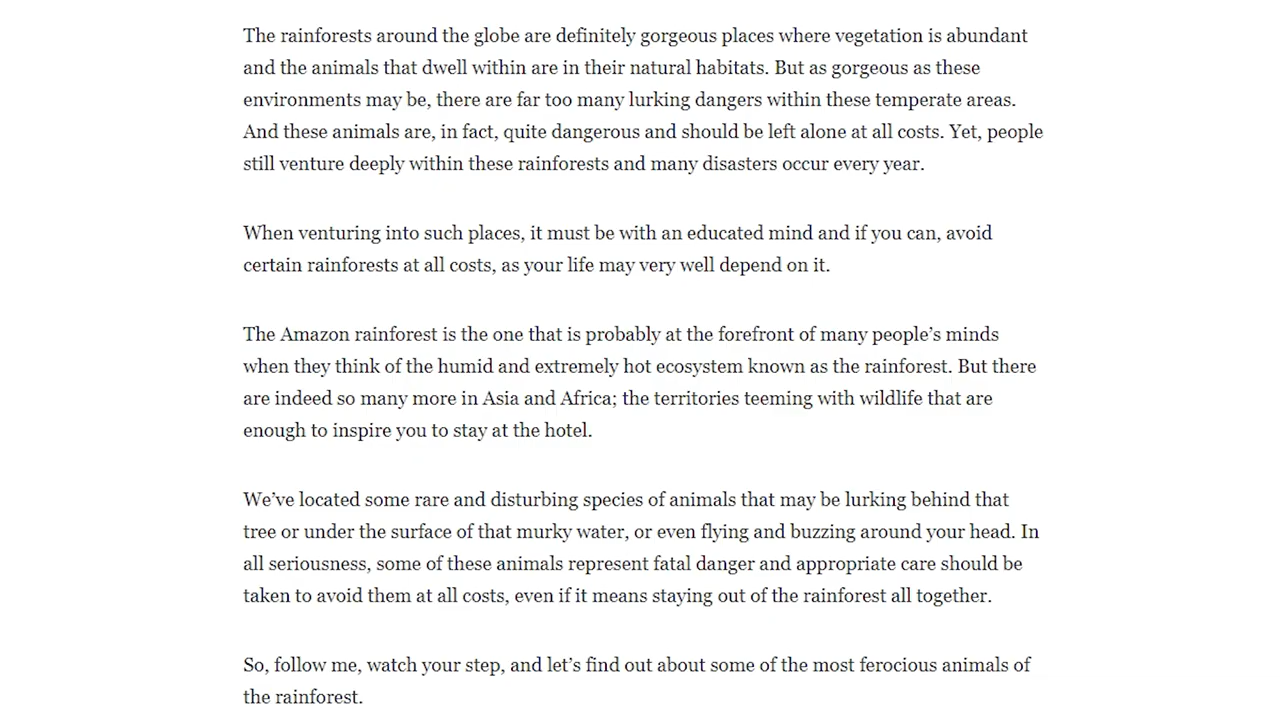 The rainforests around the globe are definitely gorgeous places where vegetation is abundant
and the animals that dwell within are in their natural habitats. But as gorgeous as these
environments may be, there are far too many lurking dangers within these temperate areas.
And these animals are, in fact, quite dangerous and should be left alone at all costs. Yet, people
still venture deeply within these rainforests and many disasters occur every year.
When venturing into such places, it must be with an educated mind and if you can, avoid
certain rainforests at all costs, as your life may very well depend on it.
The Amazon rainforest is the one that is probably at the forefront of many people’s minds
when they think of the humid and extremely hot ecosystem known as the rainforest. But there
are indeed so many more in Asia and Africa; the territories teeming with wildlife that are
enough to inspire you to stay at the hotel.
We’ve located some rare and disturbing species of animals that may be lurking behind that
tree or under the surface of that murky water, or even flying and buzzing around your head. In
all seriousness, some of these animals represent fatal danger and appropriate care should be
taken to avoid them at all costs, even if it means staying out of the rainforest all together.
So, follow me, watch your step, and let’s find out about some of the most ferocious animals of
the rainforest.